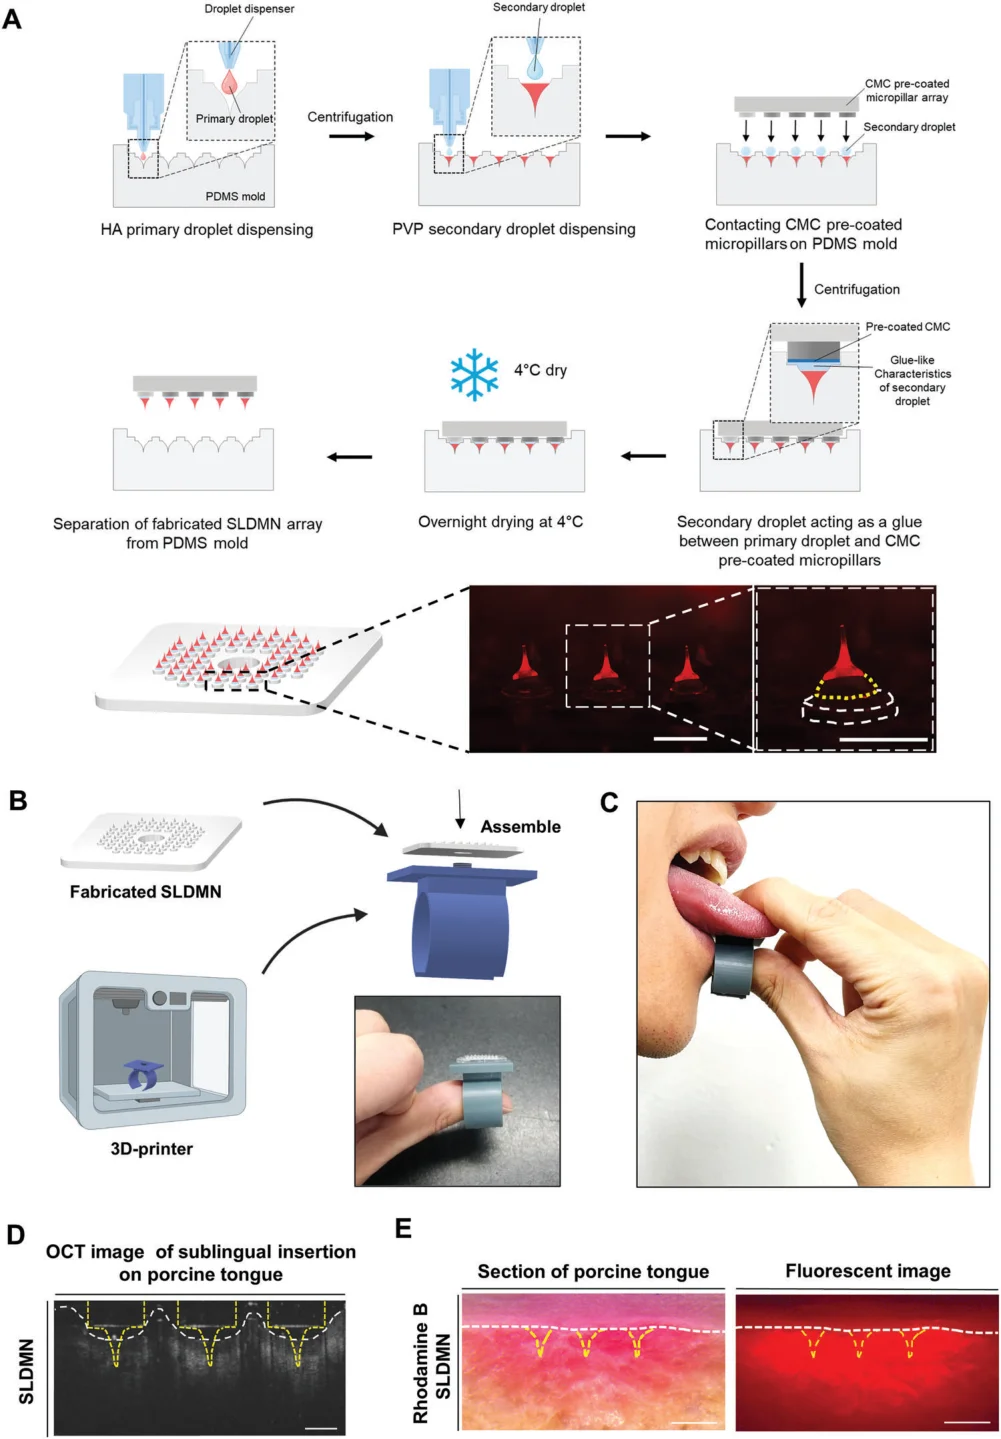 A
Droplet dispenser
Primary droplet
PDMS mold
HA primary droplet dispensing
Centrifugation
Secondary droplet
PVP secondary droplet dispensing
CMC pre-coated
micropillar array
Secondary droplet
Contacting CMC pre-coated
micropillars on PDMS mold
Centrifugation
Pre-coated CMC
Glue-like
Characteristics
of secondary
droplet
Secondary droplet acting as a glue
between primary droplet and CMC
pre-coated micropillars
4°C dry
Overnight drying at 4°C
Separation of fabricated SLDMN array
from PDMS mold
B
Fabricated SLDMN
3D-printer
Assemble
C
D
OCT image of sublingual insertion
on porcine tongue
SLDMN
E
Section of porcine tongue
Fluorescent image
Rhodamine B
SLDMN